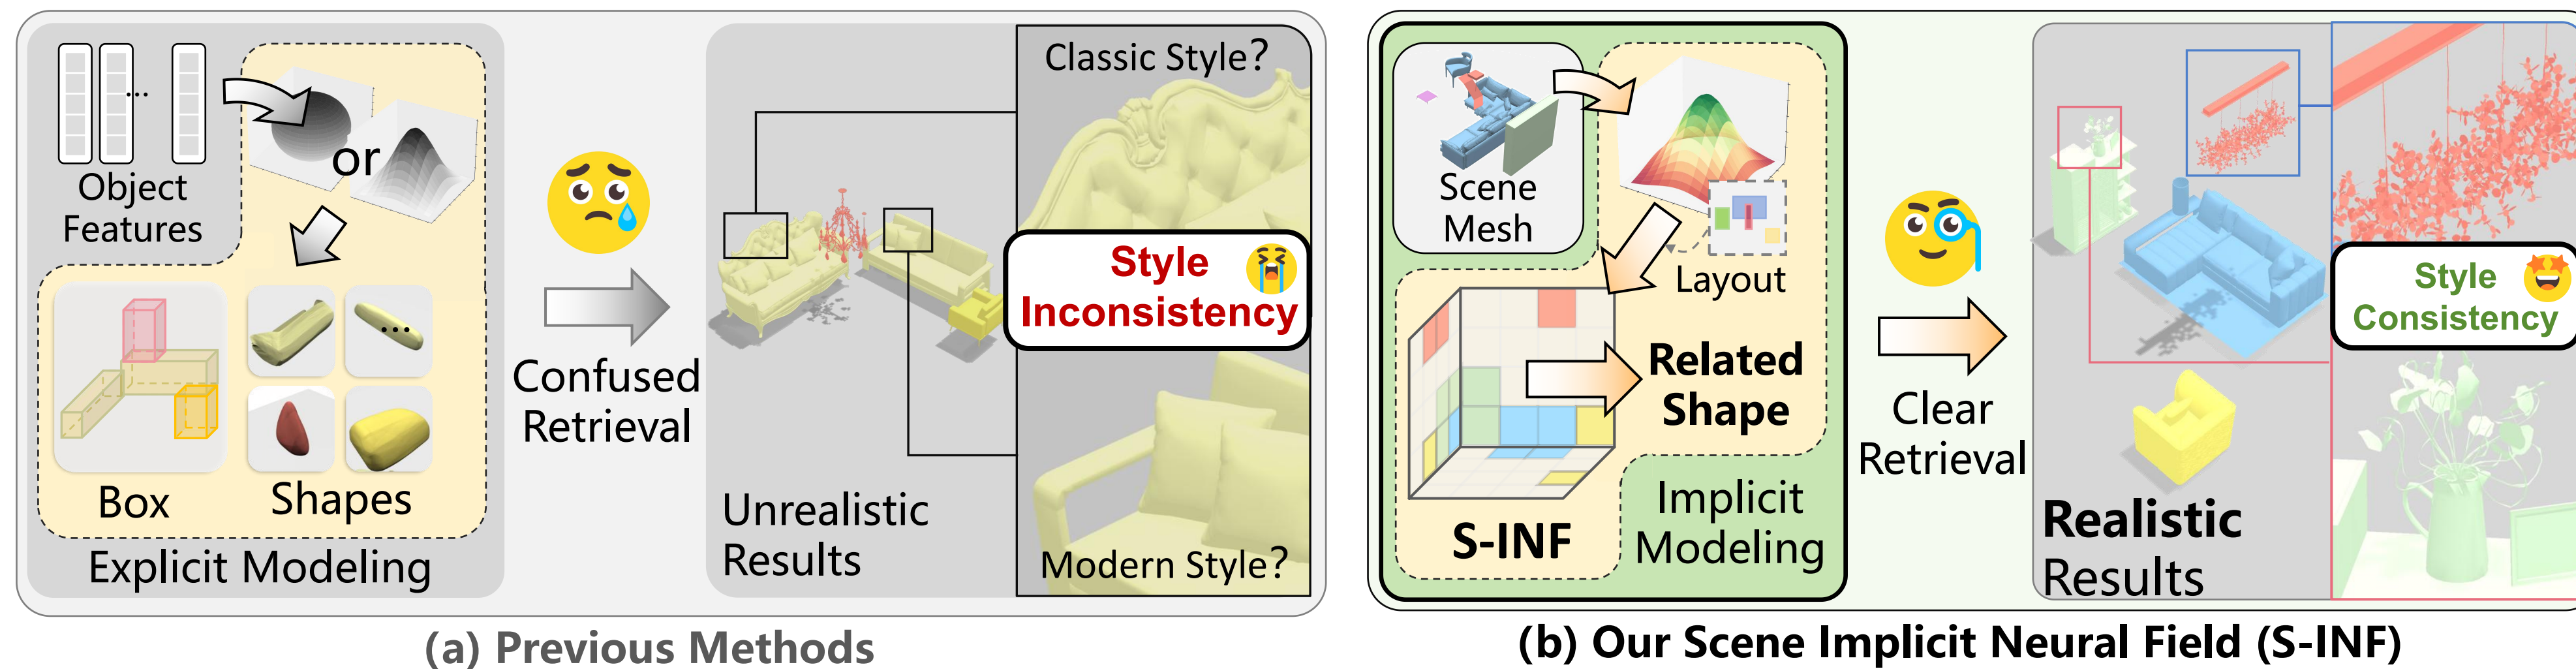 Object
Features
...
or
...
Box
Shapes
Explicit Modeling
Confused
Retrieval
Unrealistic
Results
Classic Style?
Style
Inconsistency
Modern Style?
(a) Previous Methods
Scene
Mesh
Layout
Related
Shape
S-INF
Implicit
Modeling
Clear
Retrieval
Realistic
Results
Style
Consistency
(b) Our Scene Implicit Neural Field (S-INF)